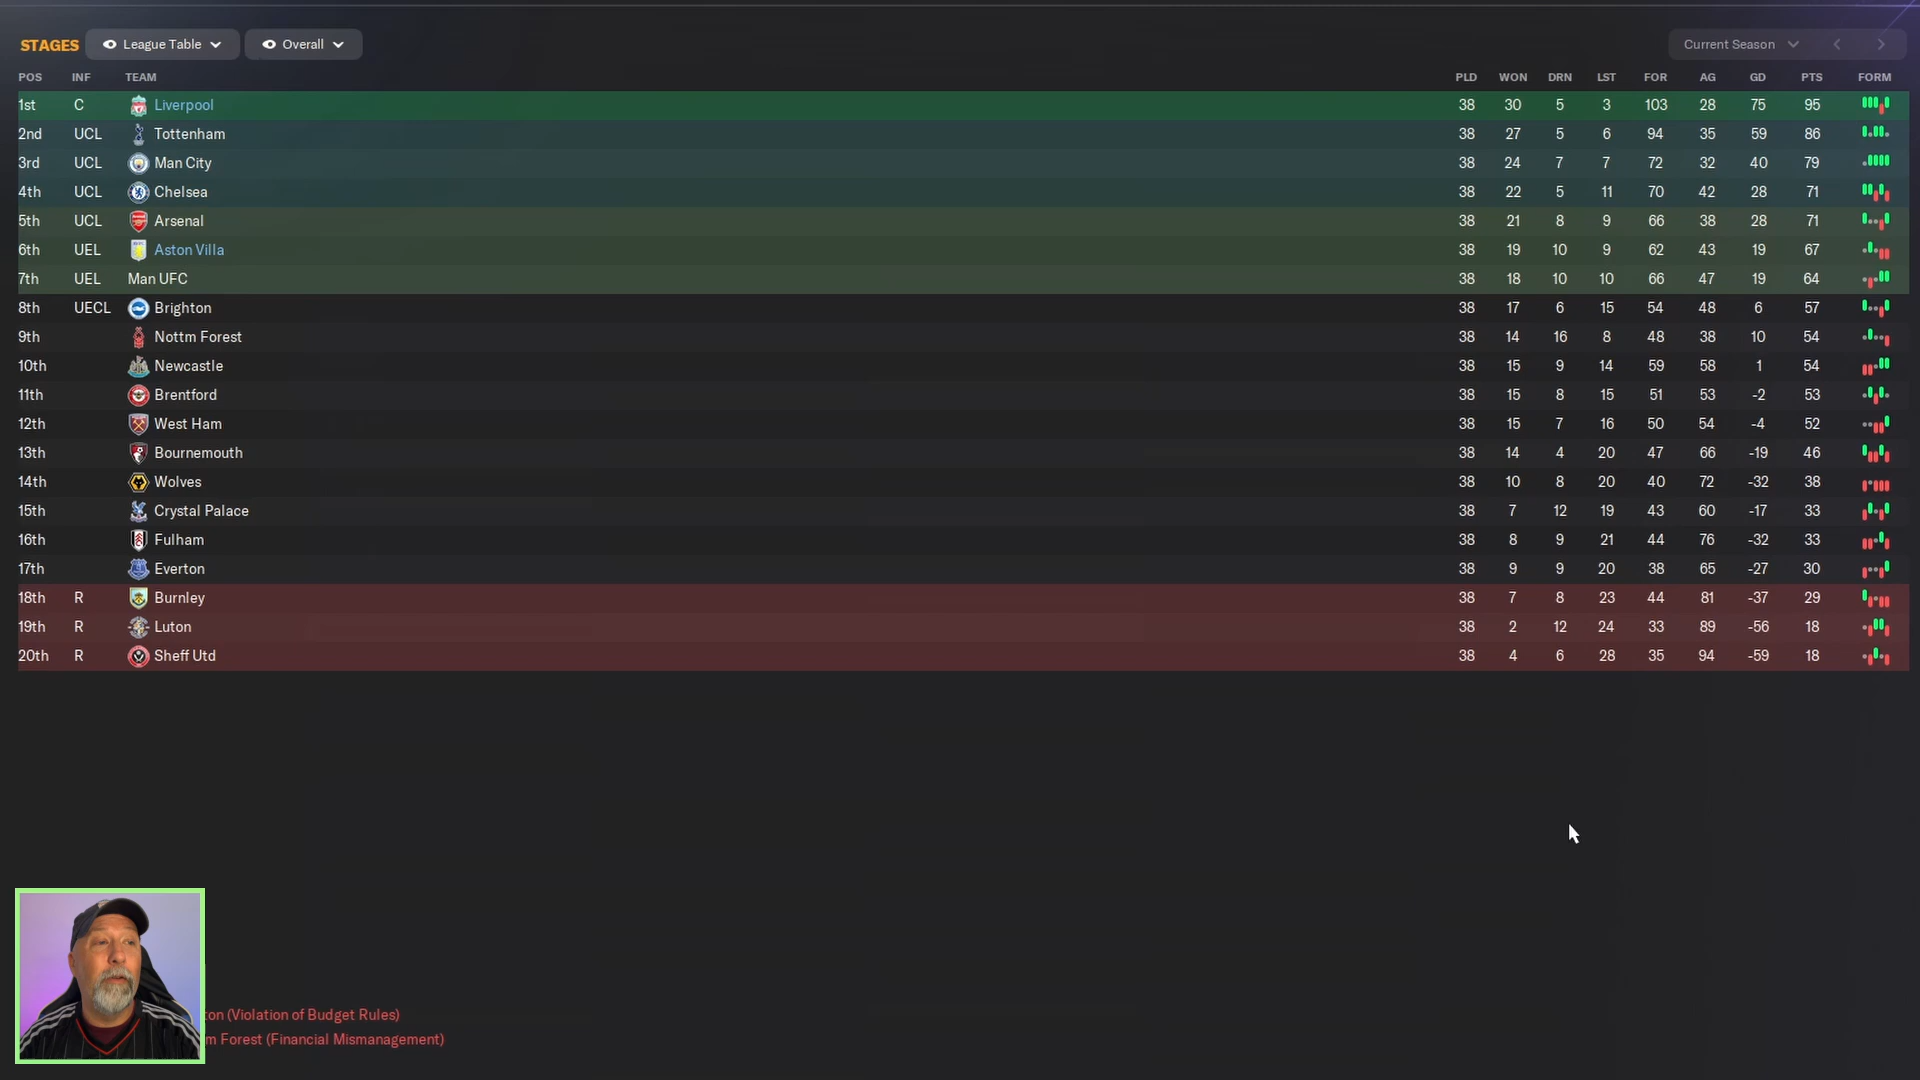 STAGES League Table Overall Current Season
POS INF TEAM PLD WON DRN LST FOR AG GD PTS FORM
1st C Liverpool 38 30 5 3 103 28 75 95
2nd UCL Tottenham 38 27 5 6 94 35 59 86
3rd UCL Man City 38 24 7 7 72 32 40 79
4th UCL Chelsea 38 22 5 11 70 42 28 71
5th UCL Arsenal 38 21 8 9 66 38 28 71
6th UEL Aston Villa 38 19 10 9 62 43 19 67
7th UEL Man UFC 38 18 10 10 66 47 19 64
8th UECL Brighton 38 17 6 15 54 48 6 57
9th Nottm Forest 38 14 16 8 48 38 10 54
10th Newcastle 38 15 9 14 59 58 1 54
11th Brentford 38 15 8 15 51 53 -2 53
12th West Ham 38 15 7 16 50 54 -4 52
13th Bournemouth 38 14 4 20 47 66 -19 46
14th Wolves 38 10 8 20 40 72 -32 38
15th Crystal Palace 38 7 12 19 43 60 -17 33
16th Fulham 38 8 9 21 44 76 -32 33
17th Everton 38 9 9 20 38 65 -27 30
18th R Burnley 38 7 8 23 44 81 -37 29
19th R Luton 38 2 12 24 33 89 -56 18
20th R Sheff Utd 38 4 6 28 35 94 -59 18
ton (Violation of Budget Rules)
m Forest (Financial Mismanagement)